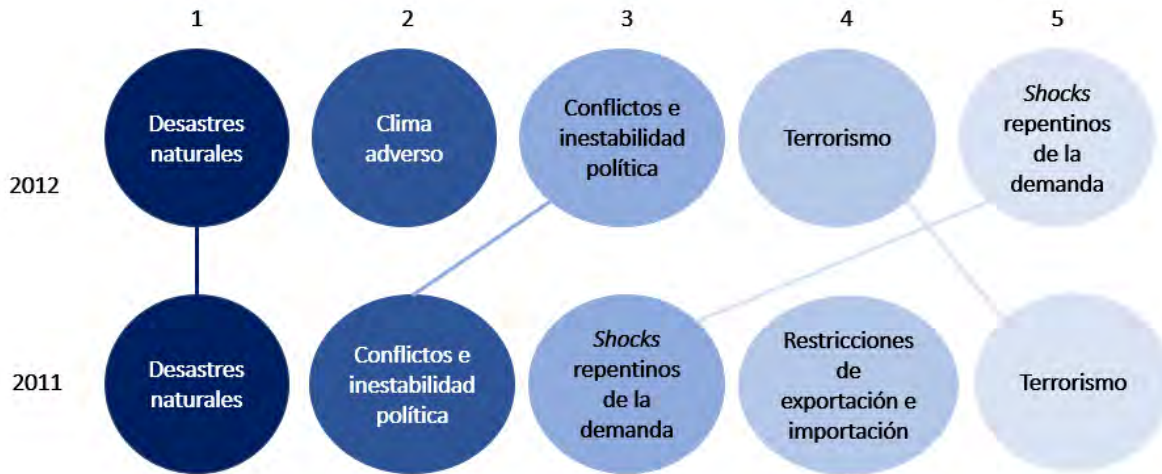 1 2 3 4 5
2012
Desastres
naturales
Clima
adverso
Conflictos e
inestabilidad
política
Terrorismo
Shocks
repentinos
de la
demanda
2011
Desastres
naturales
Conflictos e
inestabilidad
política
Shocks
repentinos
de la
demanda
Restricciones
de
exportación e
importación
Terrorismo